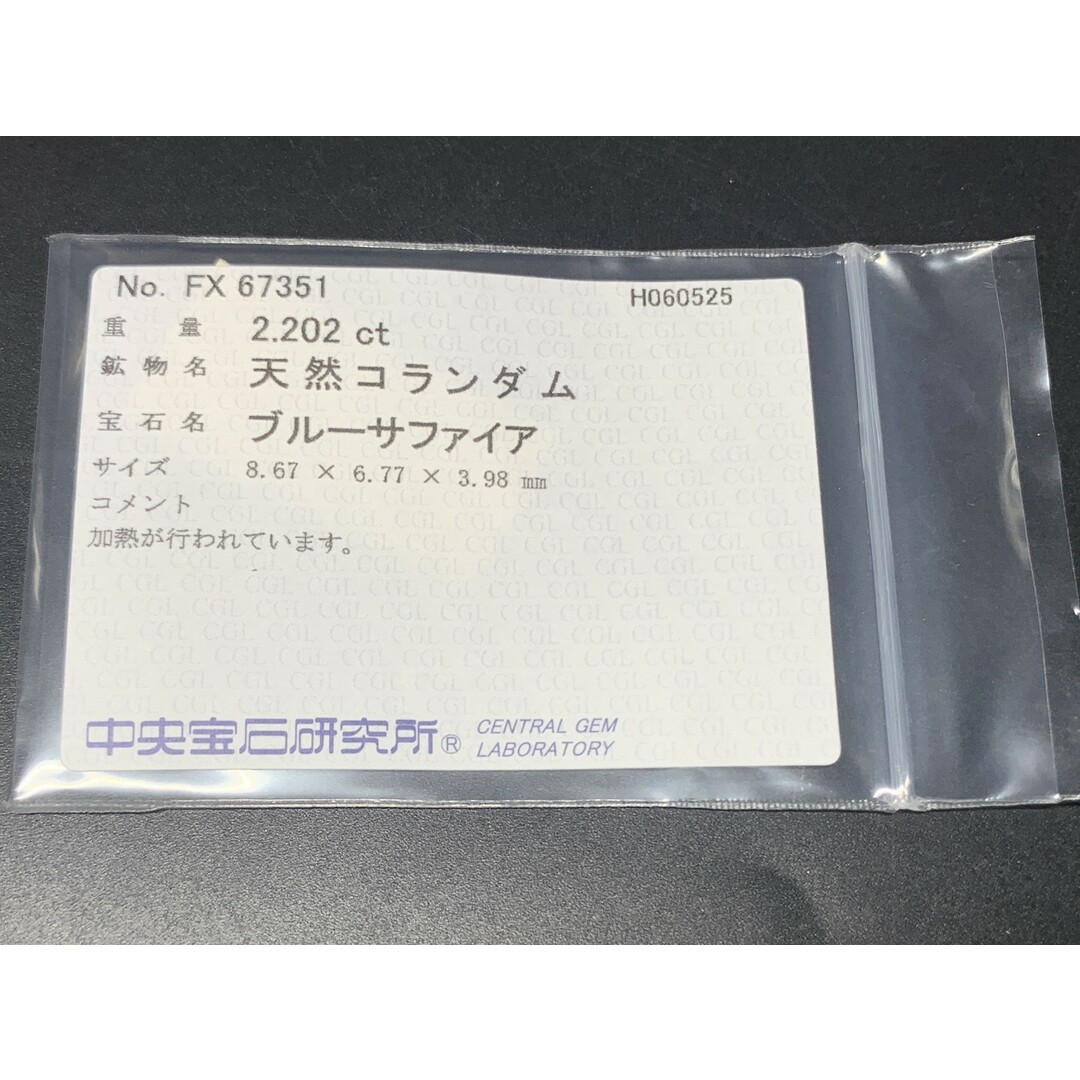 No. FX 67351
H060525
重量 2.202 ct
鉱物名 天然コランダム
宝石名 ブルーサファイア
サイズ 8.67 × 6.77 × 3.98 mm
コメント
加熱が行われています。
中央宝石研究所® CENTRAL GEM
LABORATORY